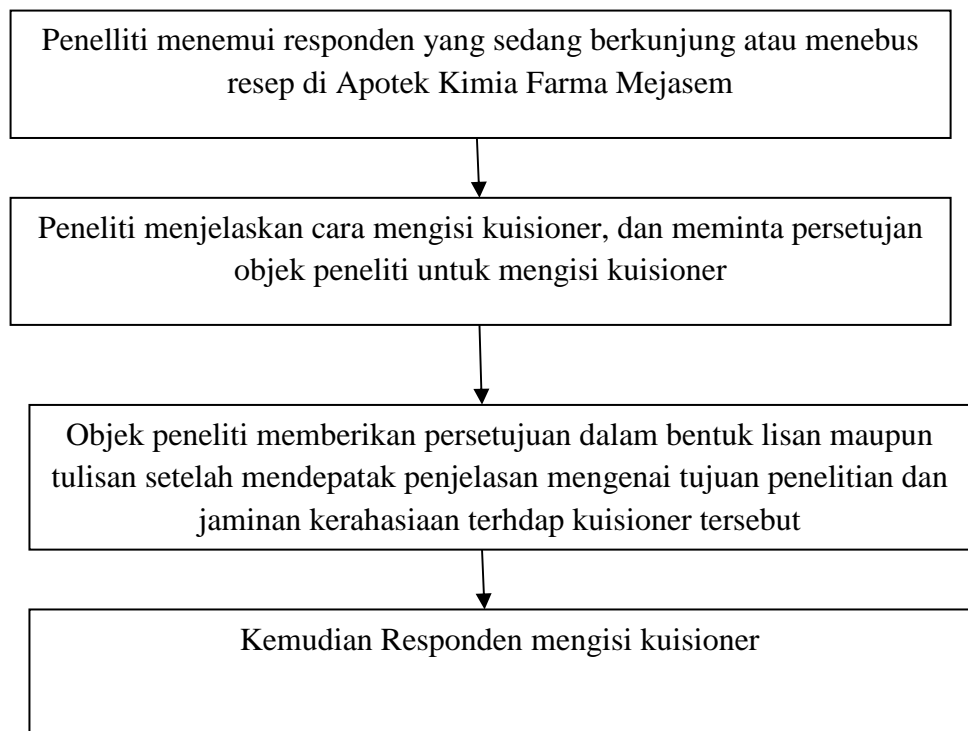 Penelliti menemui responden yang sedang berkunjung atau menebus
resep di Apotek Kimia Farma Mejasem
Peneliti menjelaskan cara mengisi kuisioner, dan meminta persetujan
objek peneliti untuk mengisi kuisioner
Objek peneliti memberikan persetujuan dalam bentuk lisan maupun
tulisan setelah mendepatak penjelasan mengenai tujuan penelitian dan
jaminan kerahasiaan terhdap kuisioner tersebut
Kemudian Responden mengisi kuisioner